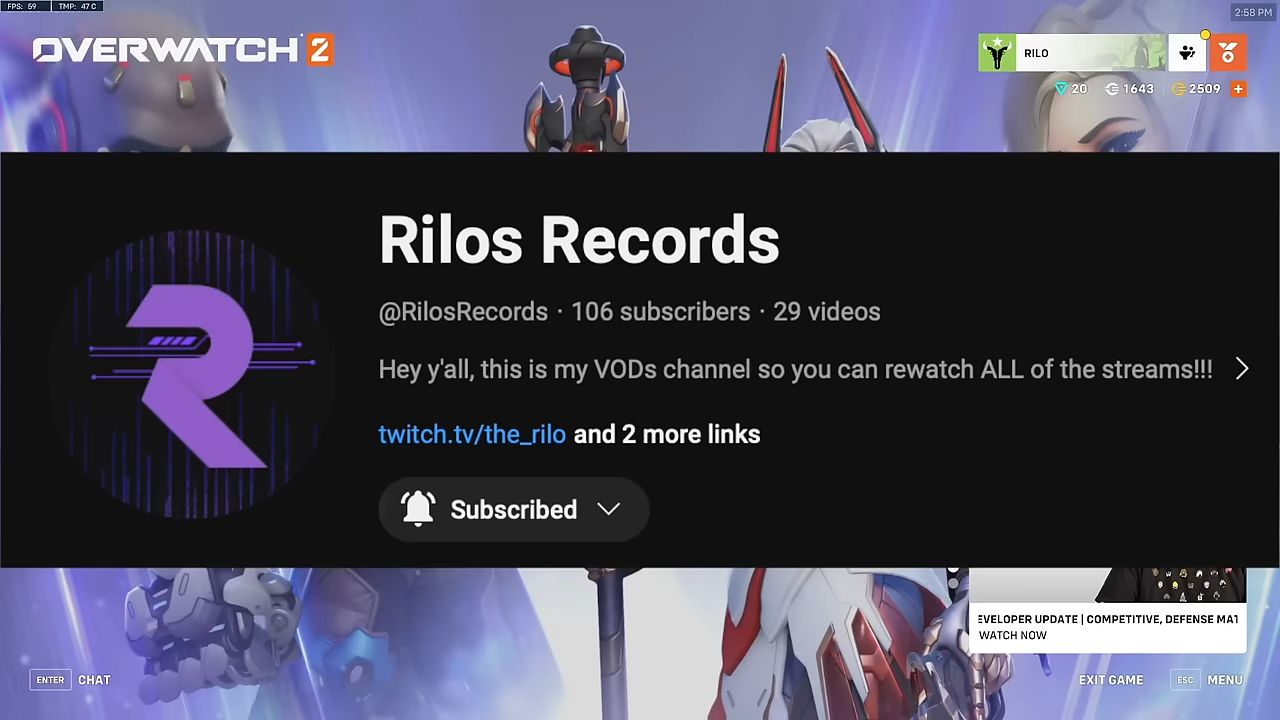 FPS: 59 TMP: 47 C
2:58 PM
OVERWATCH 2
RILO
20 1643 2509 +
Rilos Records
@RilosRecords · 106 subscribers · 29 videos
Hey y'all, this is my VODs channel so you can rewatch ALL of the streams!!!
twitch.tv/the_rilo and 2 more links
Subscribed
EVELOPER UPDATE | COMPETITIVE, DEFENSE MAT
WATCH NOW
ENTER CHAT
EXIT GAME ESC MENU